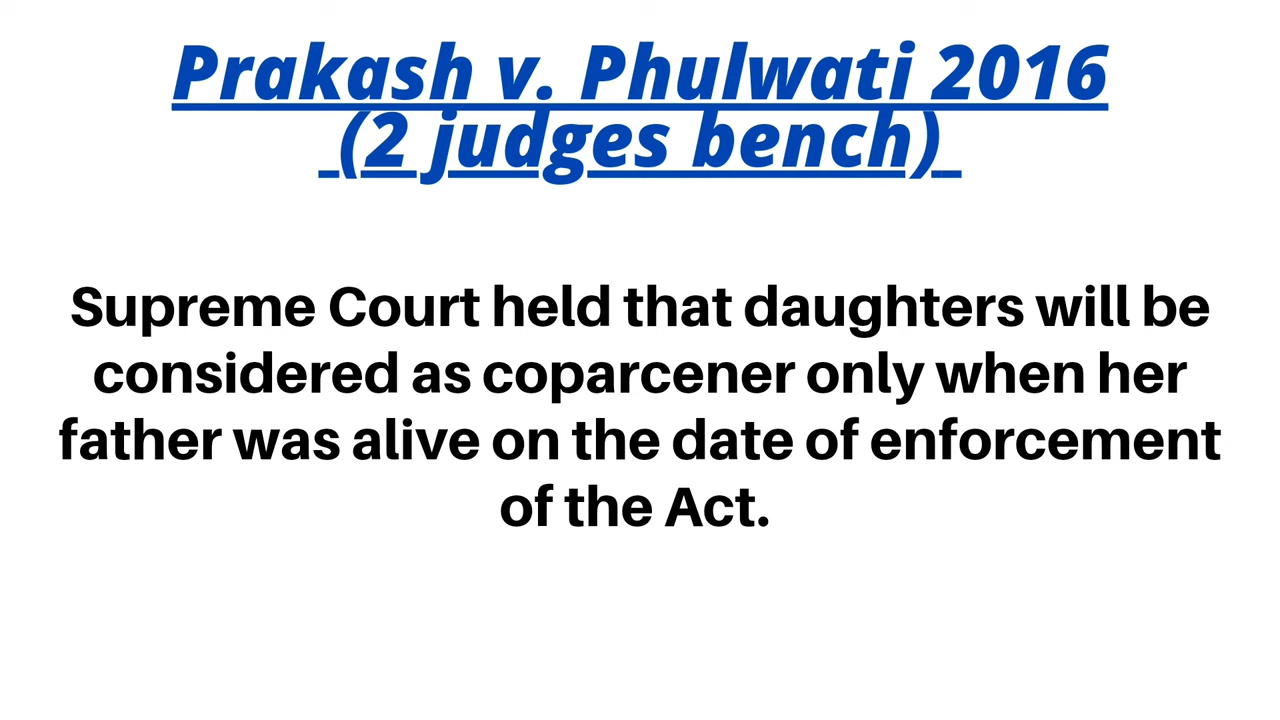 Prakash v. Phulwati 2016
(2 judges bench)
Supreme Court held that daughters will be
considered as coparcener only when her
father was alive on the date of enforcement
of the Act.